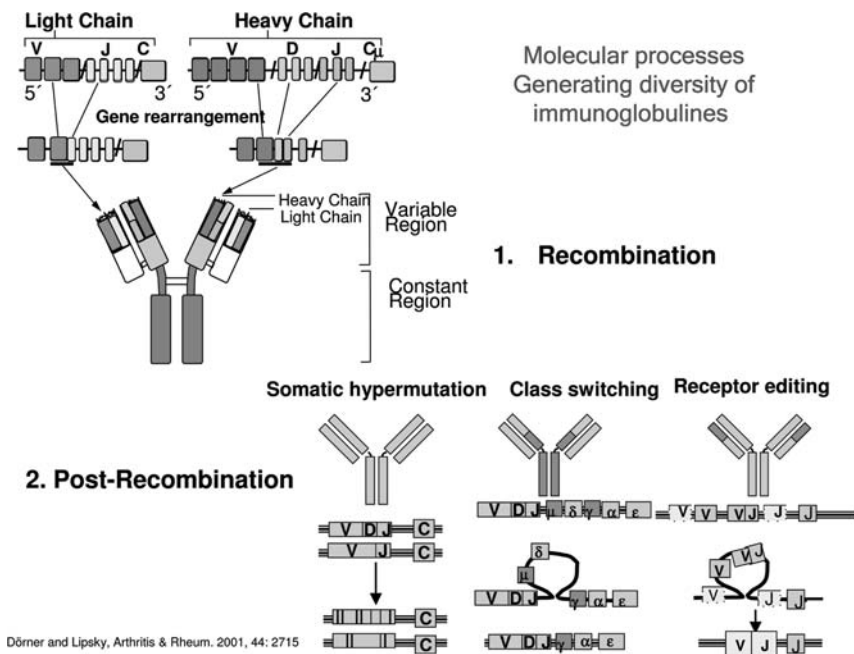 Light Chain
Heavy Chain
V J C
V D J Cμ
5´ 3´
5´ 3´
Gene rearrangement
Molecular processes
Generating diversity of
immunoglobulines
Heavy Chain
Light Chain
Variable
Region
Constant
Region
1. Recombination
2. Post-Recombination
Somatic hypermutation
Class switching
Receptor editing
V D J C
V J C
C
C
V D J μ δ γ α ε
δ
μ
V D J γ α ε
V D J γ α ε
V V V J J J
V V J
V J J
V J J
Dörner and Lipsky, Arthritis & Rheum. 2001, 44: 2715